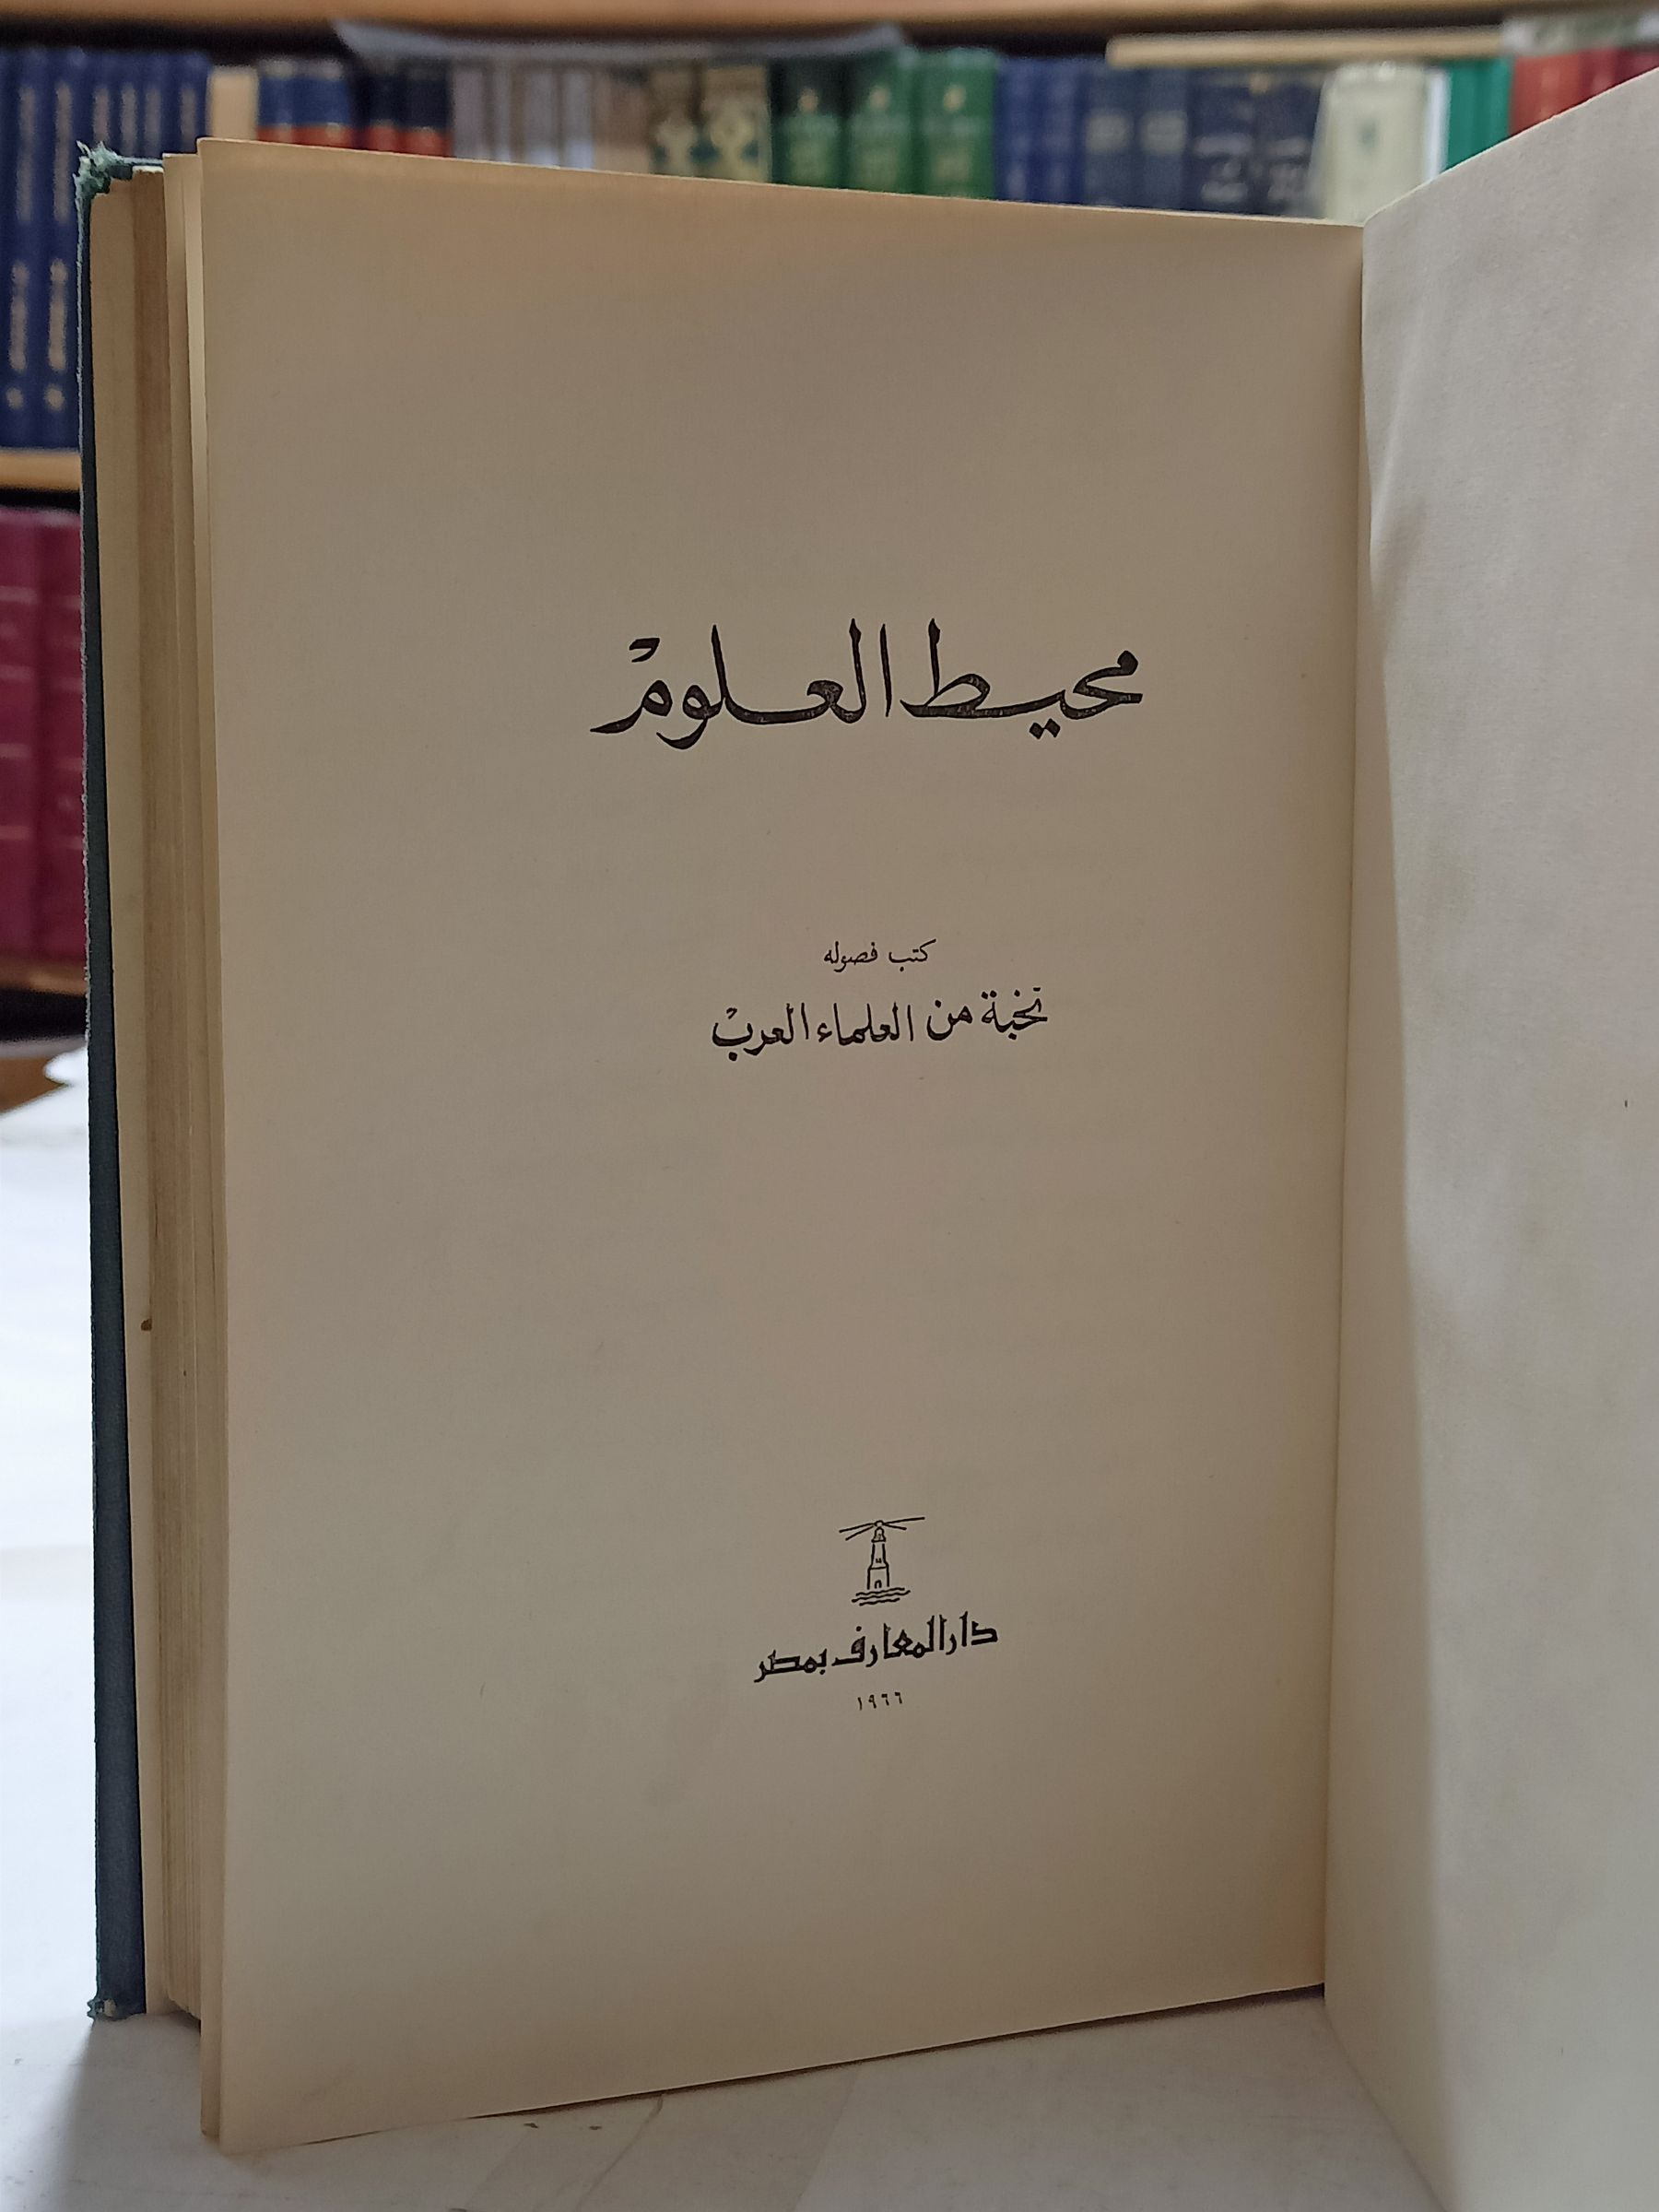 محيط العلوم
كتب فصوله
نخبة من العلماء العرب
دار المعارف بمصر
١٩٦٦